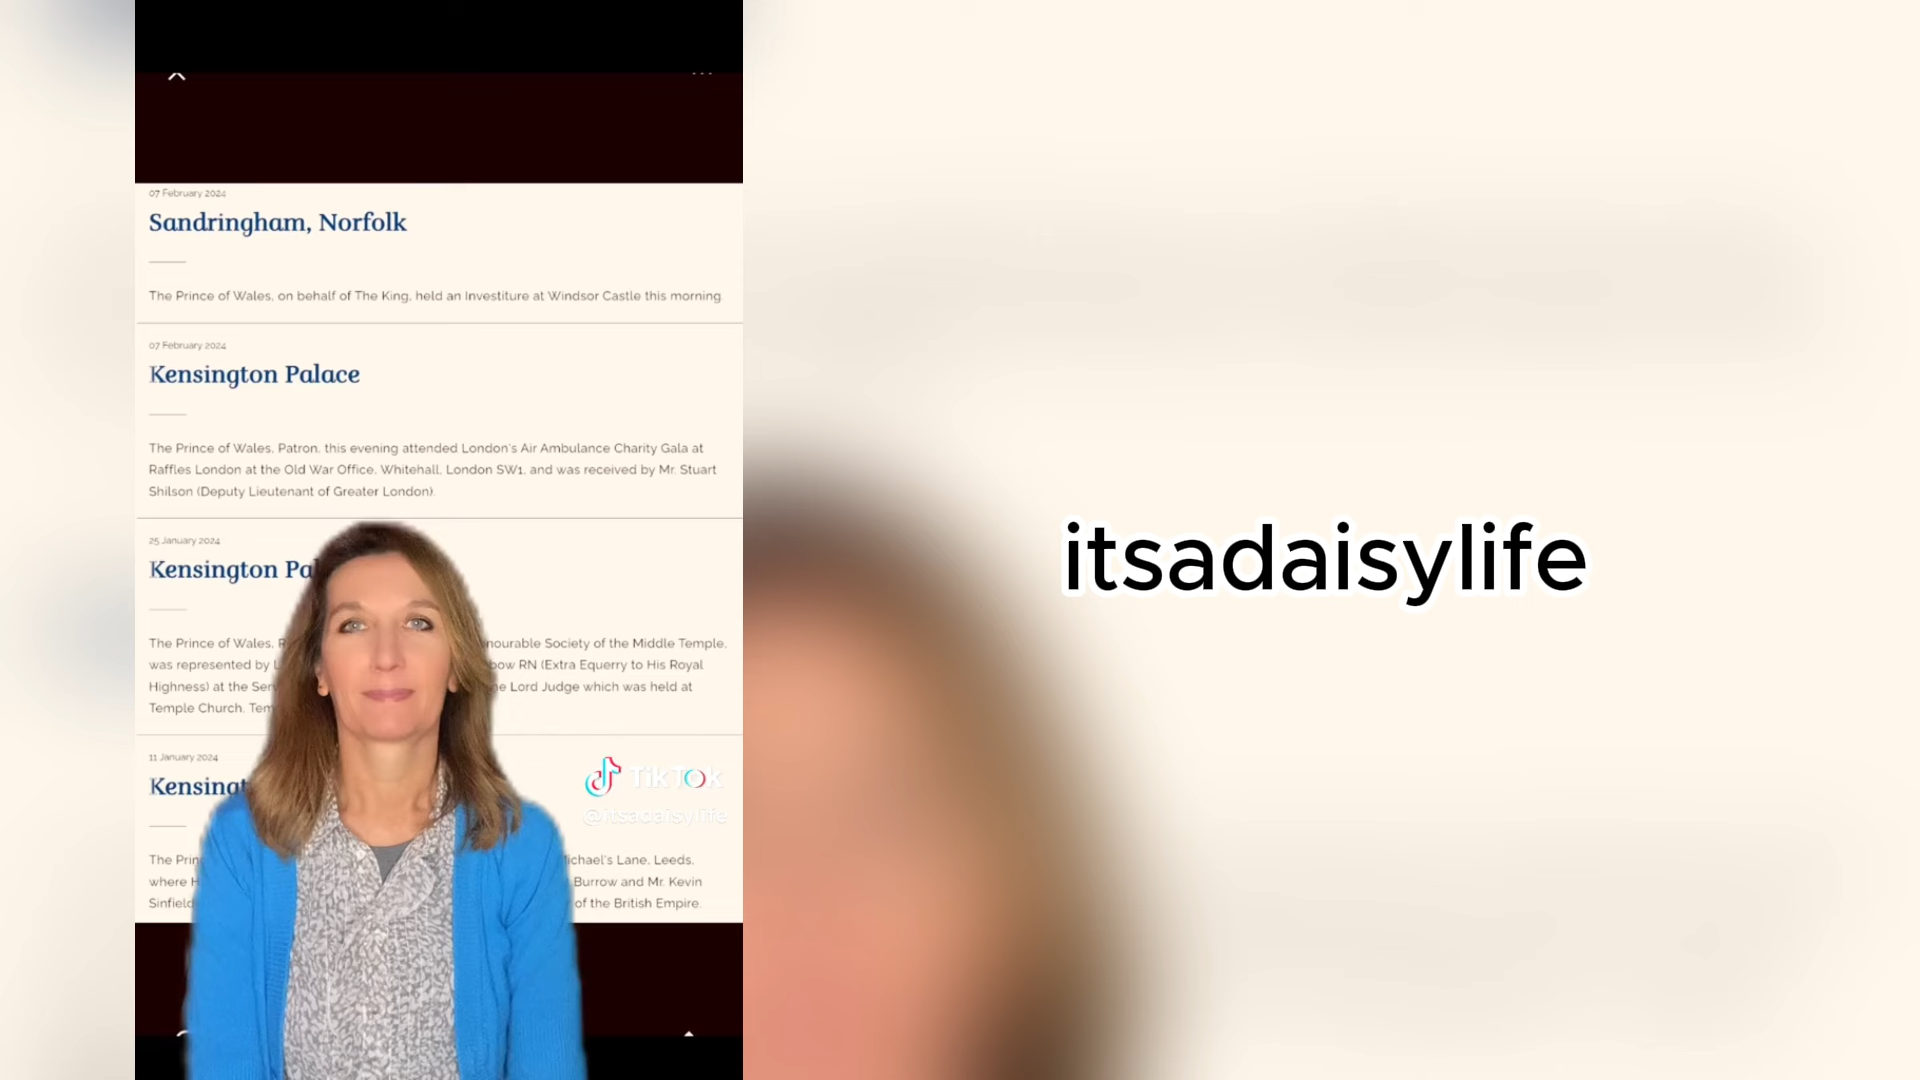 07 February 2024
Sandringham, Norfolk
The Prince of Wales, on behalf of The King, held an Investiture at Windsor Castle this morning.
07 February 2024
Kensington Palace
The Prince of Wales, Patron, this evening attended London's Air Ambulance Charity Gala at
Raffles London at the Old War Office, Whitehall, London SW1, and was received by Mr. Stuart
Shilson (Deputy Lieutenant of Greater London).
25 January 2024
Kensington Pal
The Prince of Wales, R nourable Society of the Middle Temple,
was represented by L bow RN (Extra Equerry to His Royal
Highness) at the Ser e Lord Judge which was held at
Temple Church, Tem
11 January 2024
Kensingt
The Prin ichael's Lane, Leeds,
where H Burrow and Mr. Kevin
Sinfield of the British Empire.
TikTok
@itsadaisylife
itsadaisylife